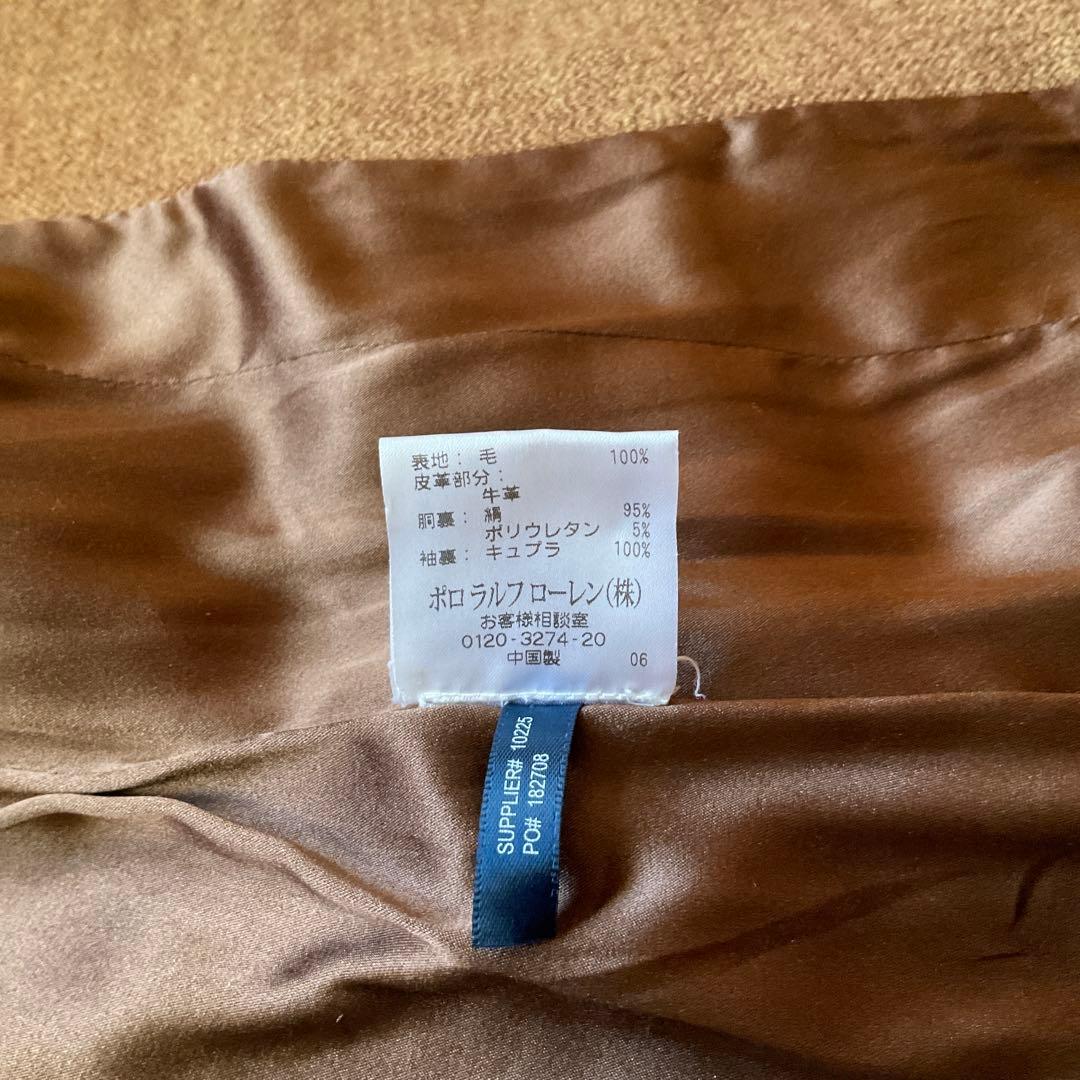 表地： 毛 100%
皮革部分：
牛革
胴裏： 絹 95%
ポリウレタン 5%
袖裏： キュプラ 100%
ポロ ラルフ ローレン(株)
お客様相談室
0120-3274-20
中国製 06
SUPPLIER# 10225
PO# 182708